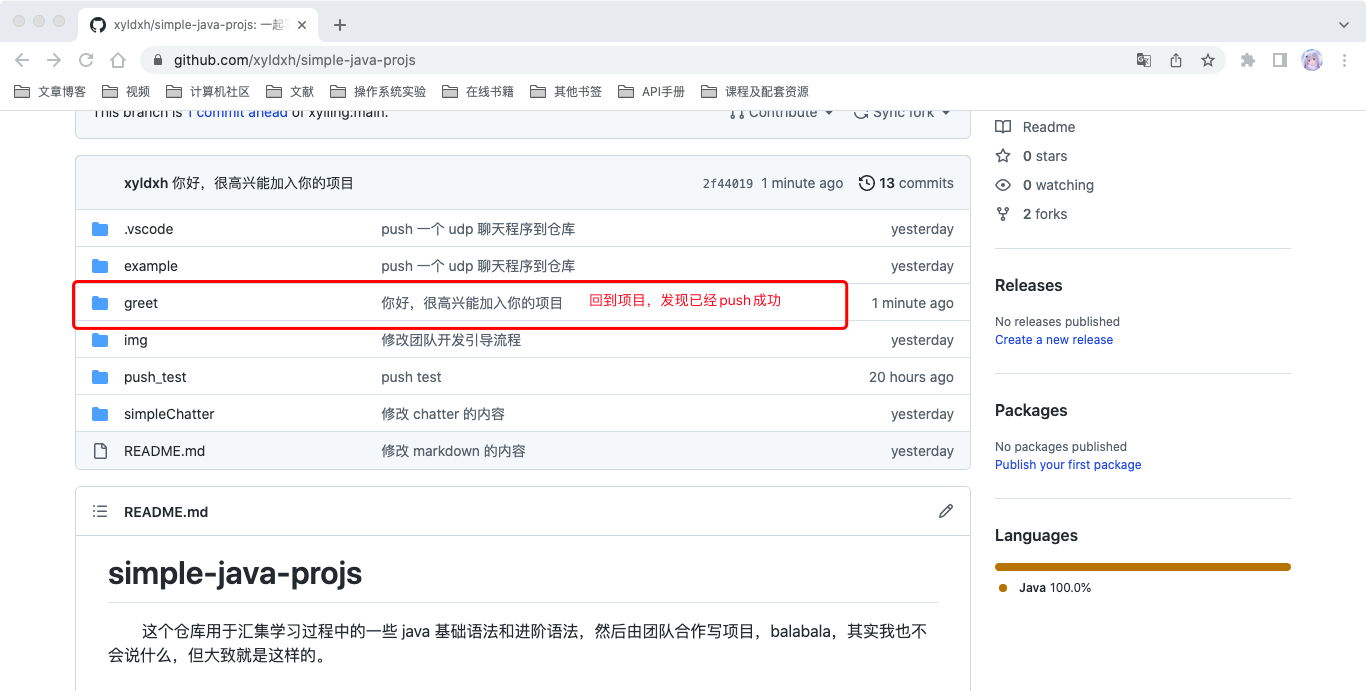 xyldxh/simple-java-projs: 一起
github.com/xyldxh/simple-java-projs
文章博客 视频 计算机社区 文献 操作系统实验 在线书籍 其他书签 API手册 课程及配套资源
This branch is 1 commit ahead of xylling:main. Contribute Sync fork
Readme
0 stars
0 watching
2 forks
xyldxh 你好，很高兴能加入你的项目 2f44019 1 minute ago 13 commits
.vscode push 一个 udp 聊天程序到仓库 yesterday
example push 一个 udp 聊天程序到仓库 yesterday
greet 你好，很高兴能加入你的项目 回到项目，发现已经push成功 1 minute ago
img 修改团队开发引导流程 yesterday
push_test push test 20 hours ago
simpleChatter 修改 chatter 的内容 yesterday
README.md 修改 markdown 的内容 yesterday
Releases
No releases published
Create a new release
Packages
No packages published
Publish your first package
Languages
Java 100.0%
README.md
simple-java-projs
这个仓库用于汇集学习过程中的一些 java 基础语法和进阶语法，然后由团队合作写项目，balabala，其实我也不
会说什么，但大致就是这样的。